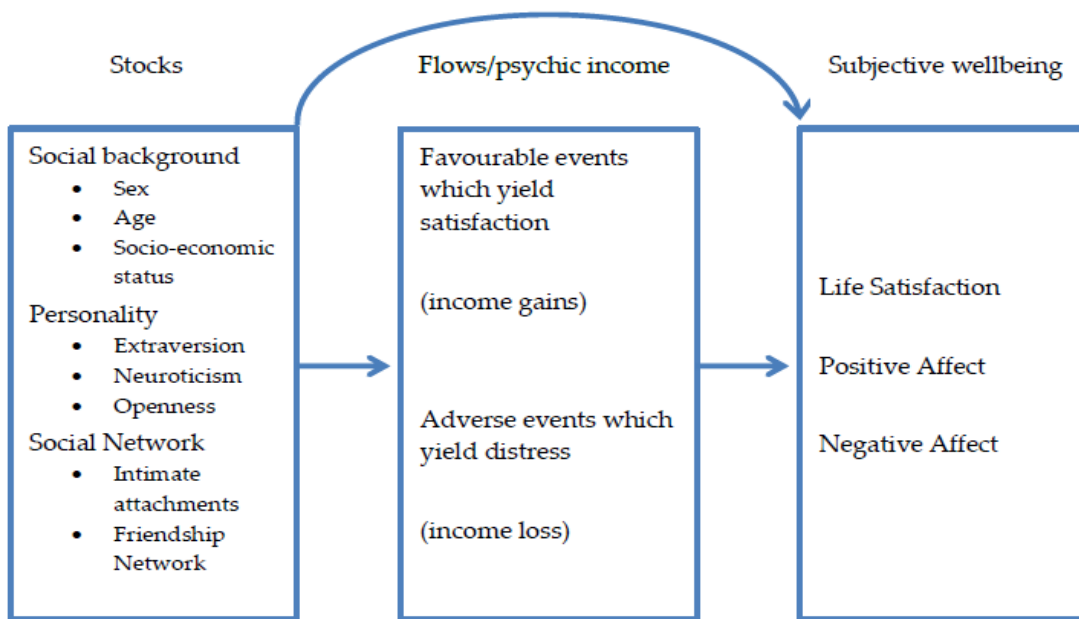 Stocks
Flows/psychic income
Subjective wellbeing
Social background
• Sex
• Age
• Socio-economic
status
Personality
• Extraversion
• Neuroticism
• Openness
Social Network
• Intimate
attachments
• Friendship
Network
Favourable events
which yield
satisfaction
(income gains)
Adverse events which
yield distress
(income loss)
Life Satisfaction
Positive Affect
Negative Affect